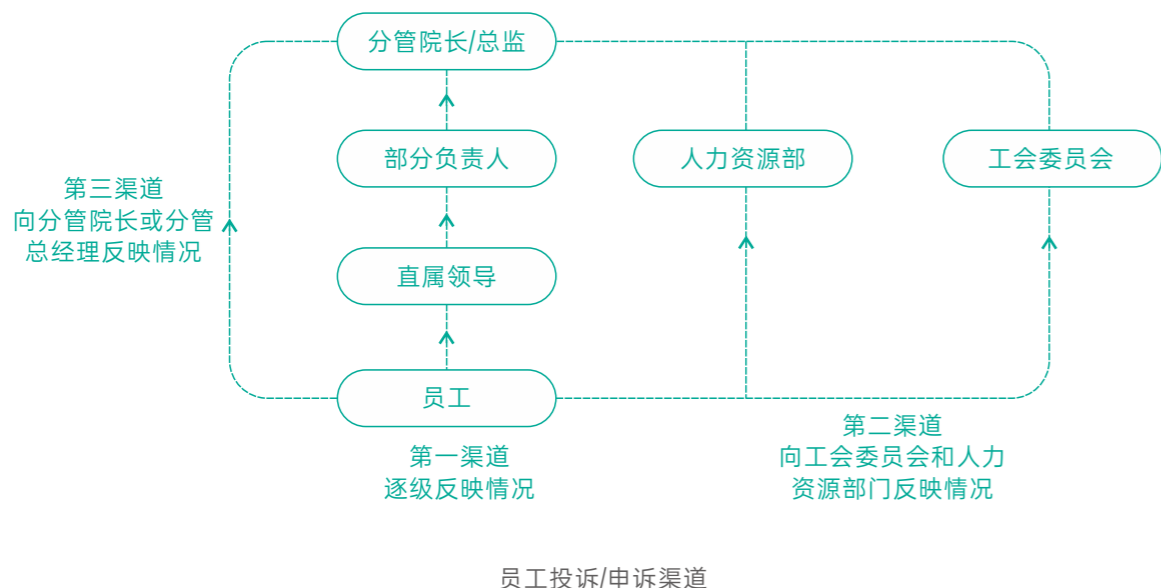 分管院长/总监
部分负责人
人力资源部
工会委员会
第三渠道
向分管院长或分管
总经理反映情况
直属领导
员工
第一渠道
逐级反映情况
第二渠道
向工会委员会和人力
资源部门反映情况
员工投诉/申诉渠道